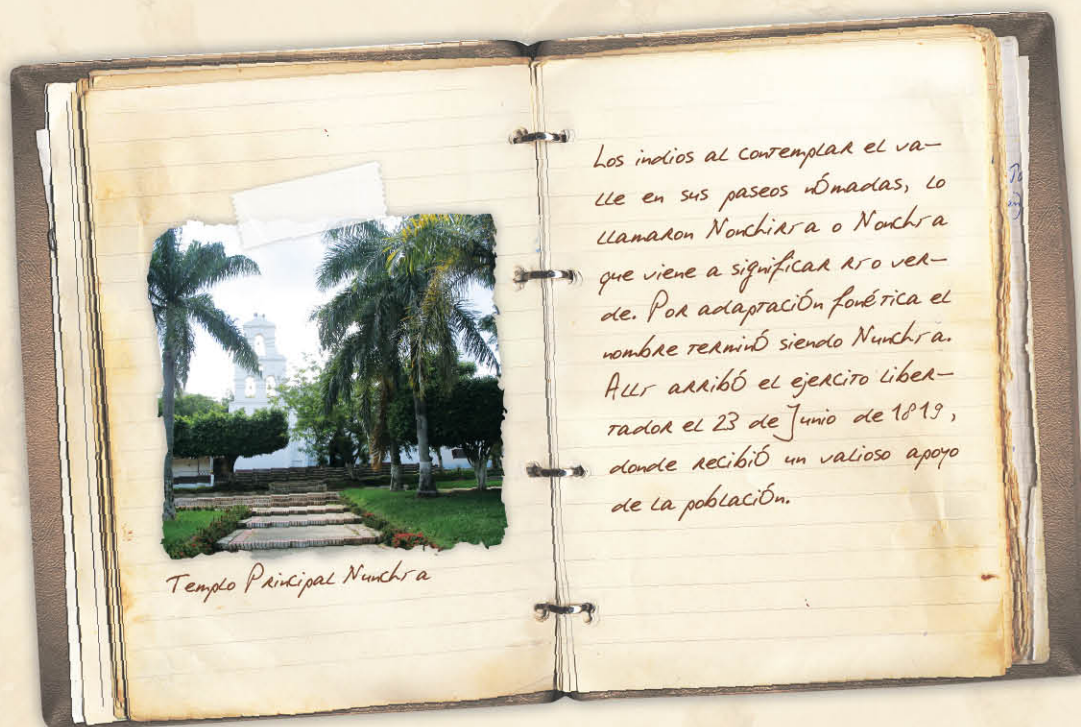 Templo Principal Nunchía
Los indios al contemplar el va-
lle en sus paseos nÓmadas, lo
llamaron Nonchiría o Nonchía
que viene a significar río ver-
de. Por adaptaciÓn fonética el
nombre terminÓ siendo Nunchía.
Allí arribÓ el ejercito liber-
tador el 23 de Junio de 1819,
donde recibiÓ un valioso apoyo
de la poblaciÓn.